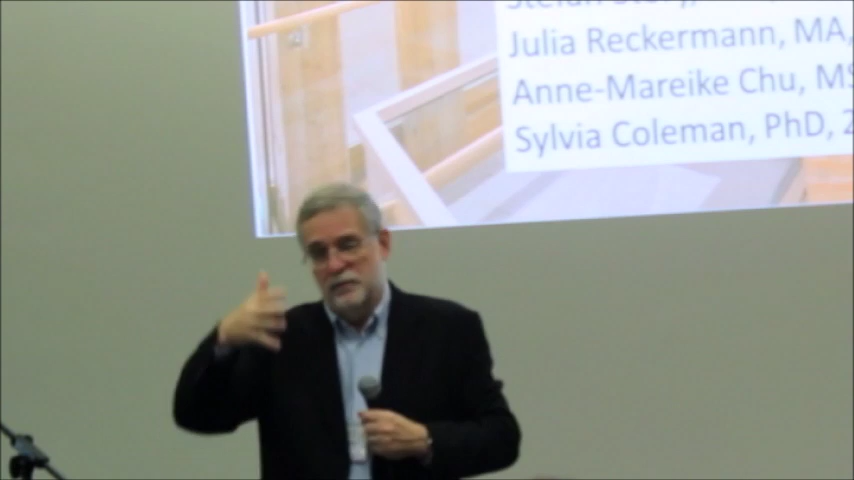 Julia Reckermann, MA,
Anne-Mareike Chu, MS
Sylvia Coleman, PhD, 2